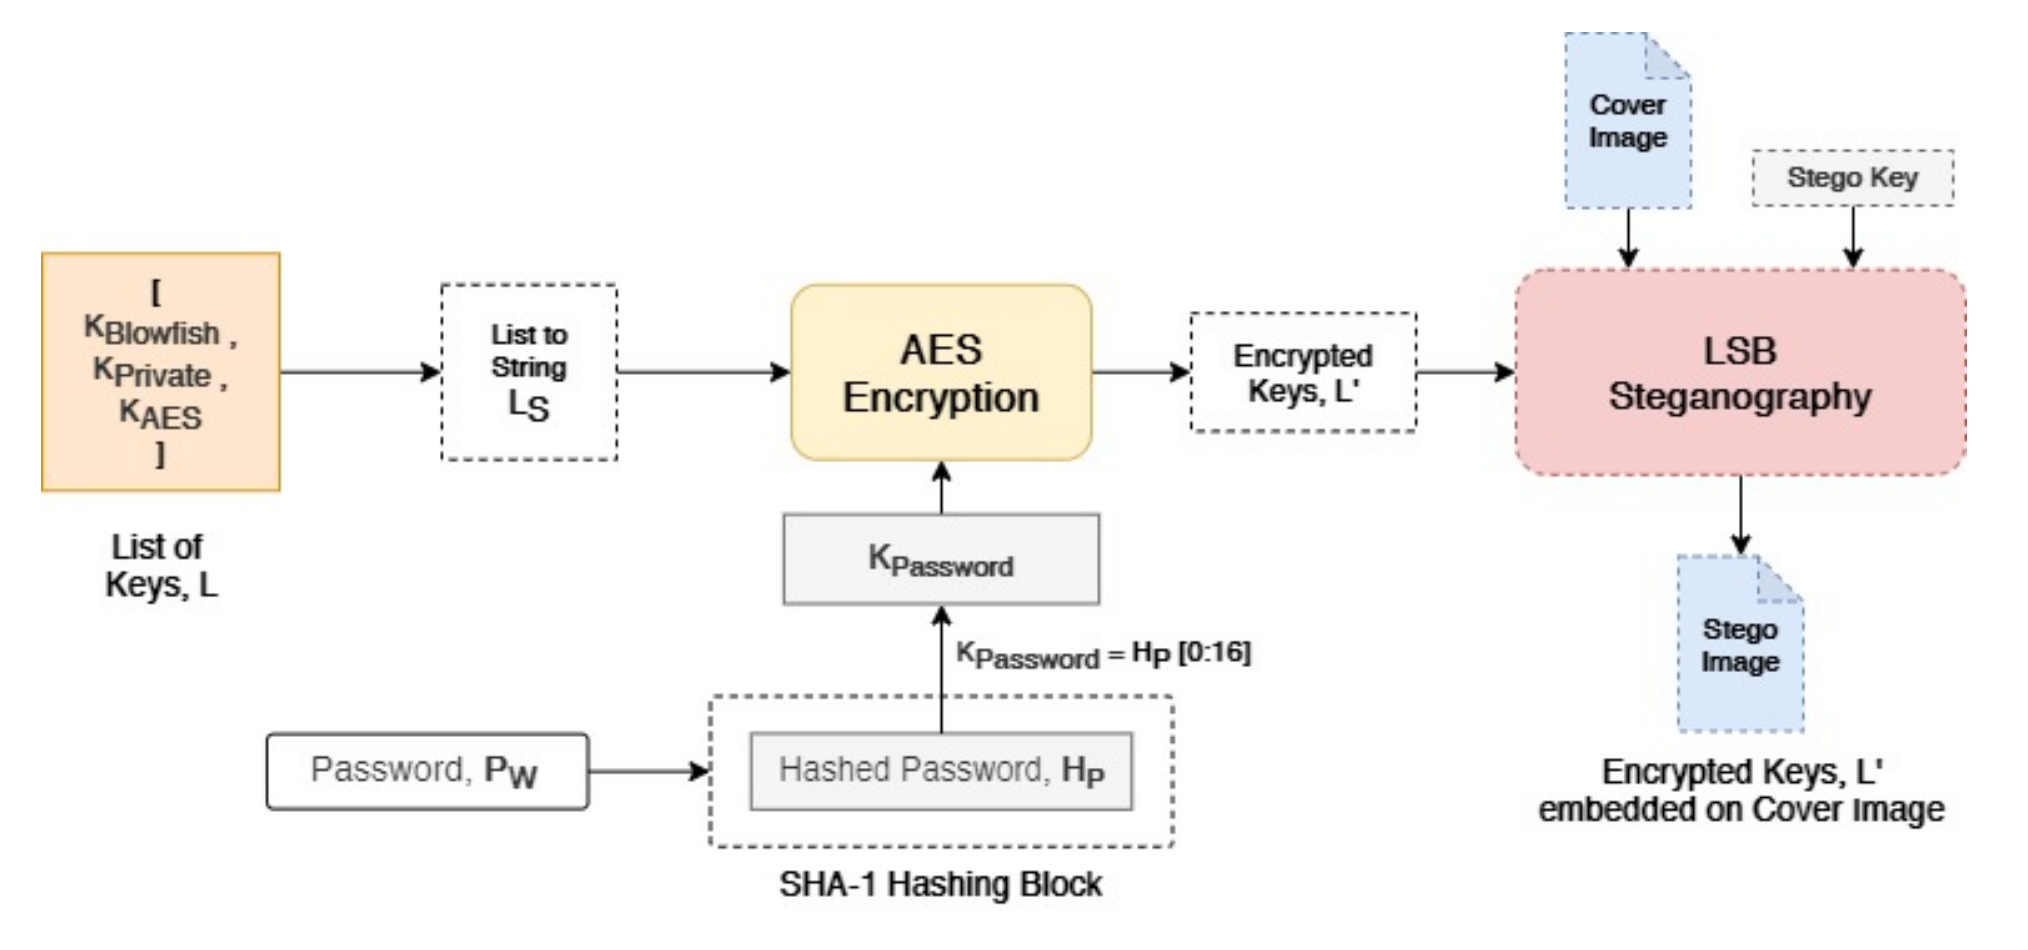 Cover
Image
Stego Key
[
KBlowfish ,
KPrivate ,
KAES
]
List of
Keys, L
List to
String
LS
AES
Encryption
Encrypted
Keys, L'
LSB
Steganography
KPassword
KPassword = HP [0:16]
Password, PW
Hashed Password, HP
SHA-1 Hashing Block
Stego
Image
Encrypted Keys, L'
embedded on Cover Image